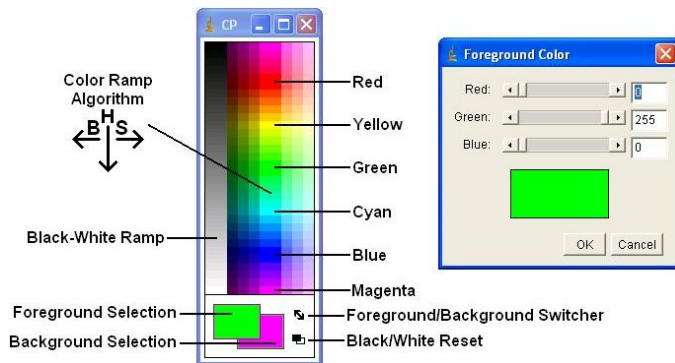 CP
Color Ramp
Algorithm
H
B S
Red
Yellow
Green
Cyan
Black-White Ramp
Blue
Magenta
Foreground Selection
Foreground/Background Switcher
Background Selection
Black/White Reset
Foreground Color
Red: 0
Green: 255
Blue: 0
OK Cancel